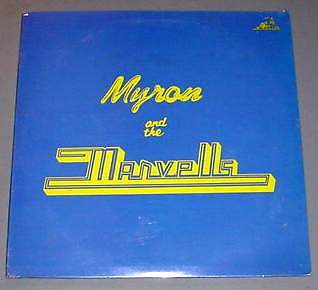 Myron
and
the
Marvells